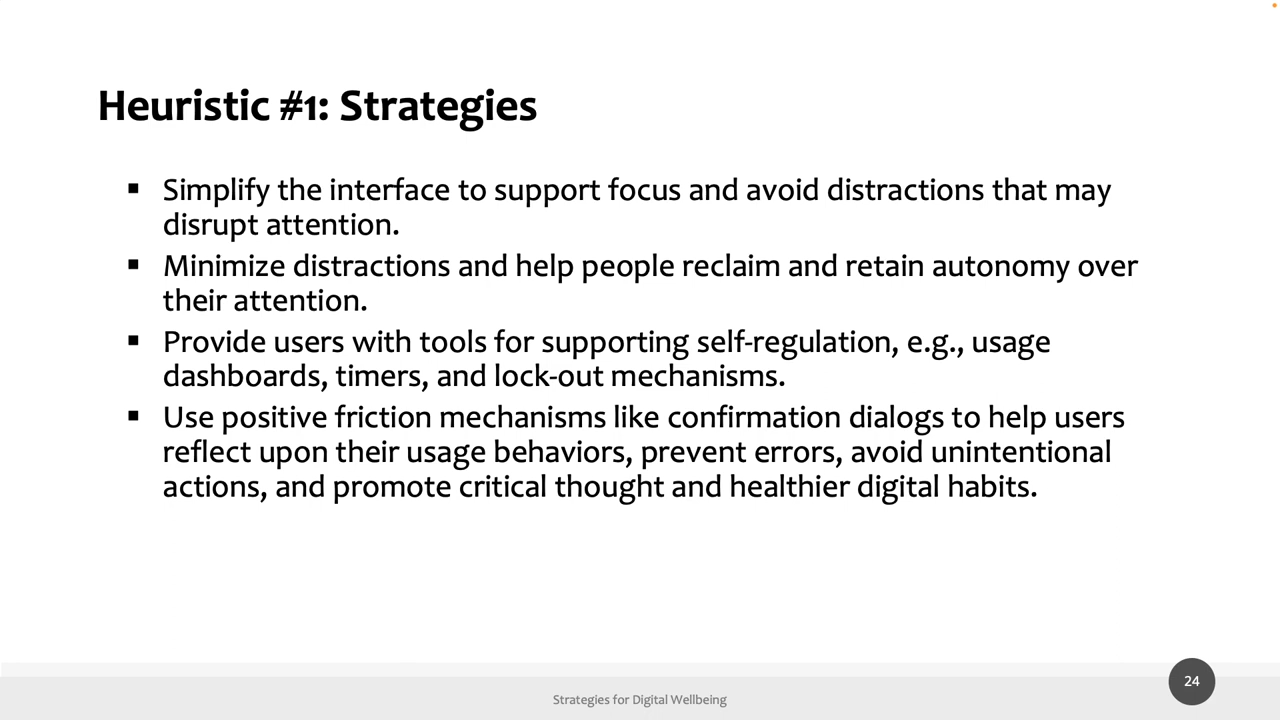 Heuristic #1: Strategies
▪ Simplify the interface to support focus and avoid distractions that may
disrupt attention.
▪ Minimize distractions and help people reclaim and retain autonomy over
their attention.
▪ Provide users with tools for supporting self-regulation, e.g., usage
dashboards, timers, and lock-out mechanisms.
▪ Use positive friction mechanisms like confirmation dialogs to help users
reflect upon their usage behaviors, prevent errors, avoid unintentional
actions, and promote critical thought and healthier digital habits.
24
Strategies for Digital Wellbeing